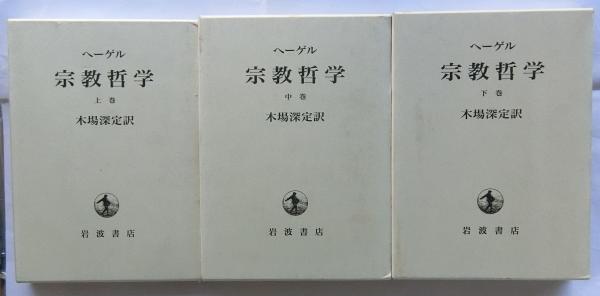 ヘーゲル
宗教哲学
上巻
木場深定訳
岩波書店
ヘーゲル
宗教哲学
中巻
木場深定訳
岩波書店
ヘーゲル
宗教哲学
下巻
木場深定訳
岩波書店